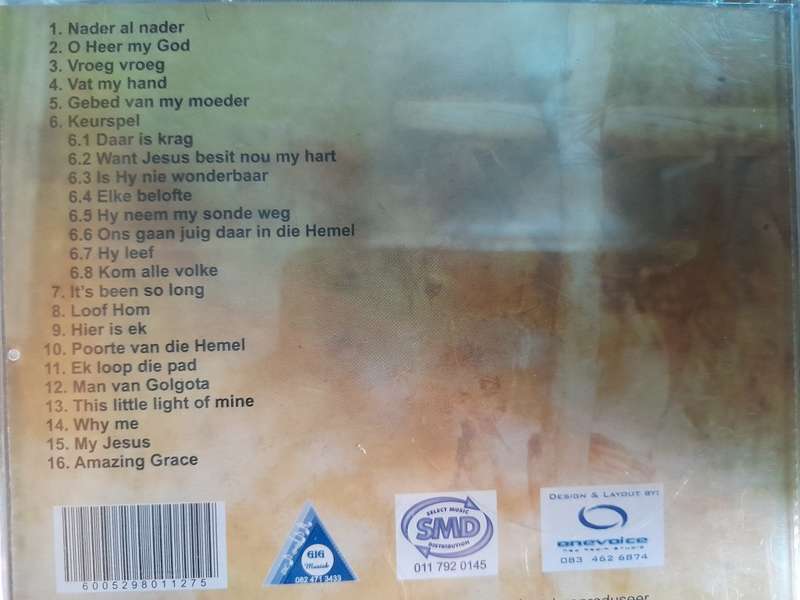 1. Nader al nader
2. O Heer my God
3. Vroeg vroeg
4. Vat my hand
5. Gebed van my moeder
6. Keurspel
6.1 Daar is krag
6.2 Want Jesus besit nou my hart
6.3 Is Hy nie wonderbaar
6.4 Elke belofte
6.5 Hy neem my sonde weg
6.6 Ons gaan juig daar in die Hemel
6.7 Hy leef
6.8 Kom alle volke
7. It's been so long
8. Loof Hom
9. Hier is ek
10. Poorte van die Hemel
11. Ek loop die pad
12. Man van Golgota
13. This little light of mine
14. Why me
15. My Jesus
16. Amazing Grace
6005298011275
616
Musiek
082 471 3433
SELECT MUSIC
SMD
DISTRIBUTION
011 792 0145
DESIGN & LAYOUT BY:
onevoice
083 462 6874